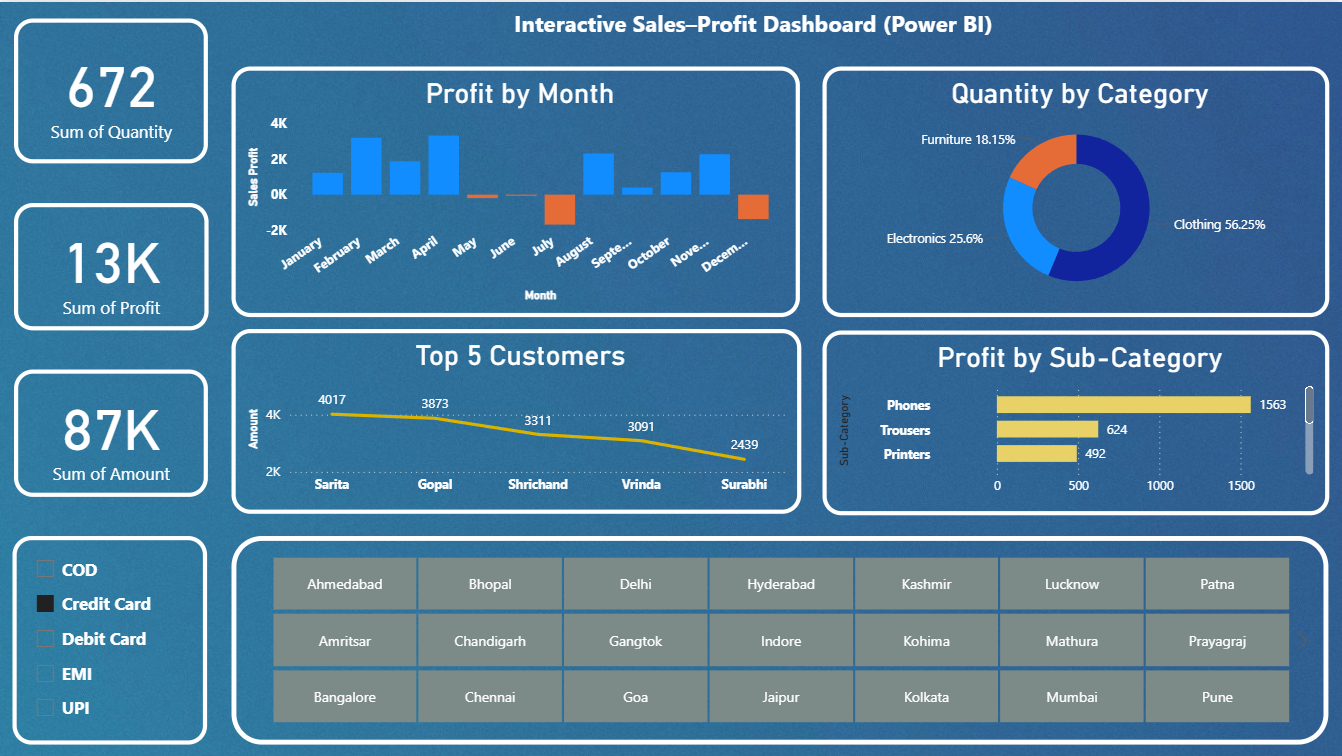 Interactive Sales–Profit Dashboard (Power BI)
672
Sum of Quantity
13K
Sum of Profit
87K
Sum of Amount
COD
Credit Card
Debit Card
EMI
UPI
Profit by Month
Sales Profit
4K
2K
0K
-2K
January
February
March
April
May
June
July
August
Septe...
October
Nove...
Decem...
Month
Quantity by Category
Furniture 18.15%
Electronics 25.6%
Clothing 56.25%
Top 5 Customers
Amount
4K
2K
4017
3873
3311
3091
2439
Sarita
Gopal
Shrichand
Vrinda
Surabhi
Profit by Sub-Category
Sub-Category
Phones 1563
Trousers 624
Printers 492
0 500 1000 1500
Ahmedabad Bhopal Delhi Hyderabad Kashmir Lucknow Patna
Amritsar Chandigarh Gangtok Indore Kohima Mathura Prayagraj
Bangalore Chennai Goa Jaipur Kolkata Mumbai Pune